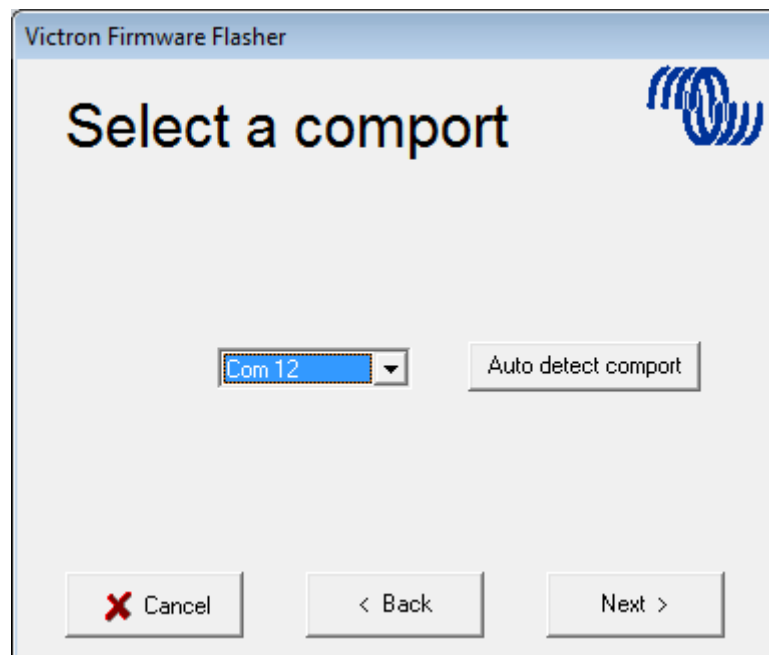 Victron Firmware Flasher
Select a comport
Com 12
Auto detect comport
Cancel
< Back
Next >